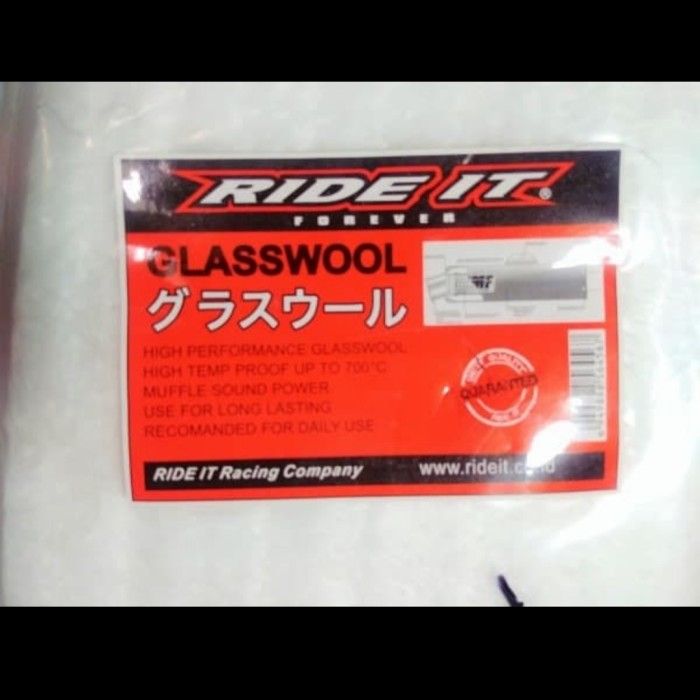 RIDE IT ®
FOREVER
GLASSWOOL
グラスウール
HIGH PERFORMANCE GLASSWOOL
HIGH TEMP PROOF UP TO 700°C
MUFFLE SOUND POWER
USE FOR LONG LASTING
RECOMANDED FOR DAILY USE
QUALITY
QUARANTED
RIDE IT Racing Company
www.rideit.co.id